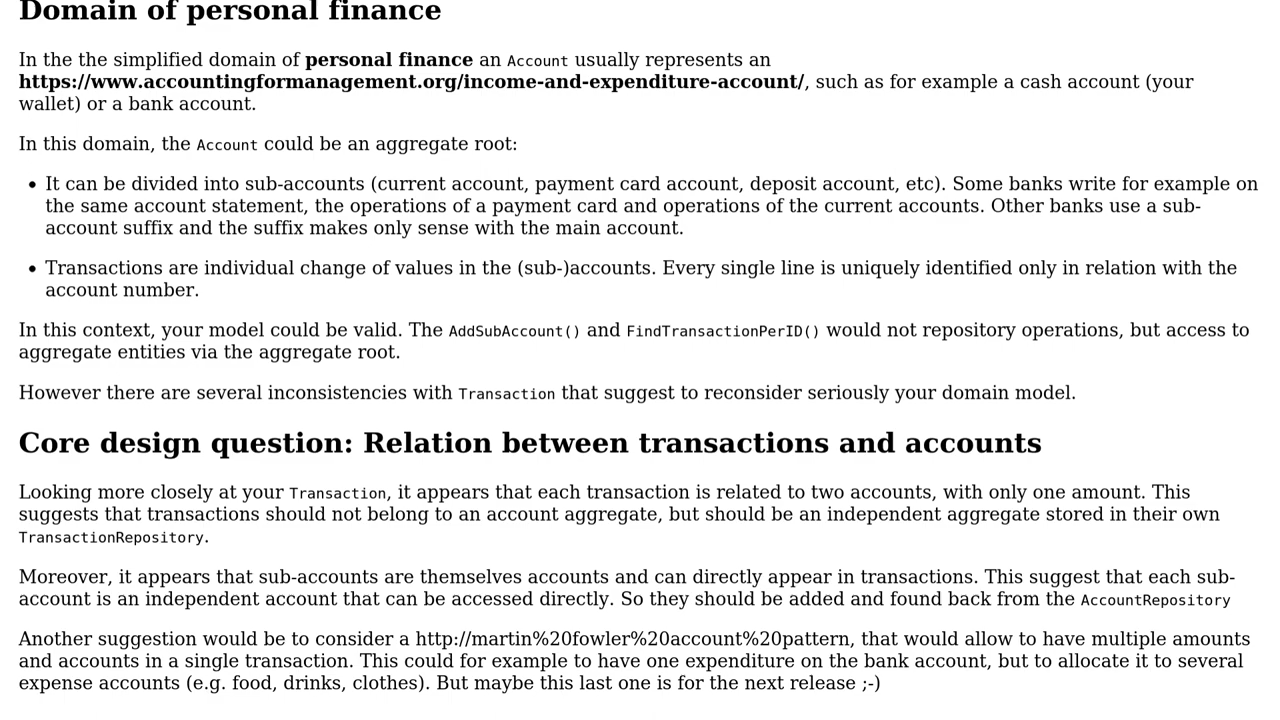 Domain of personal finance
In the the simplified domain of personal finance an Account usually represents an
https://www.accountingformanagement.org/income-and-expenditure-account/, such as for example a cash account (your
wallet) or a bank account.
In this domain, the Account could be an aggregate root:
• It can be divided into sub-accounts (current account, payment card account, deposit account, etc). Some banks write for example on
the same account statement, the operations of a payment card and operations of the current accounts. Other banks use a sub-
account suffix and the suffix makes only sense with the main account.
• Transactions are individual change of values in the (sub-)accounts. Every single line is uniquely identified only in relation with the
account number.
In this context, your model could be valid. The AddSubAccount() and FindTransactionPerID() would not repository operations, but access to
aggregate entities via the aggregate root.
However there are several inconsistencies with Transaction that suggest to reconsider seriously your domain model.
Core design question: Relation between transactions and accounts
Looking more closely at your Transaction, it appears that each transaction is related to two accounts, with only one amount. This
suggests that transactions should not belong to an account aggregate, but should be an independent aggregate stored in their own
TransactionRepository.
Moreover, it appears that sub-accounts are themselves accounts and can directly appear in transactions. This suggest that each sub-
account is an independent account that can be accessed directly. So they should be added and found back from the AccountRepository
Another suggestion would be to consider a http://martin%20fowler%20account%20pattern, that would allow to have multiple amounts
and accounts in a single transaction. This could for example to have one expenditure on the bank account, but to allocate it to several
expense accounts (e.g. food, drinks, clothes). But maybe this last one is for the next release ;-)